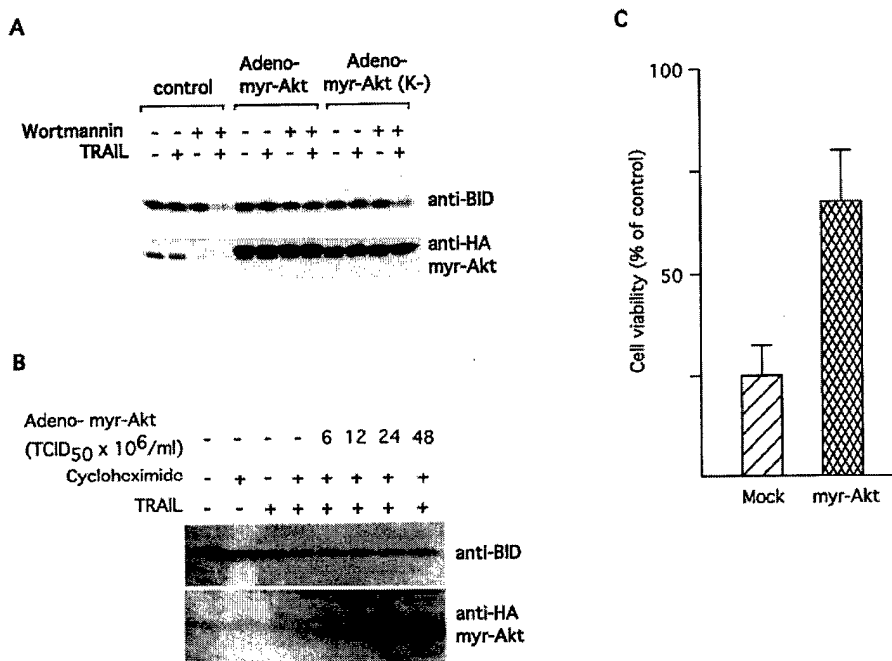 A
control
Adeno-
myr-Akt
Adeno-
myr-Akt (K-)
Wortmannin - - + + - - + + - - + +
TRAIL - + - + - + - + - + - +
anti-BID
anti-HA
myr-Akt
B
Adeno- myr-Akt
(TCID50 x 10^6/ml) - - - - 6 12 24 48
Cycloheximide - + - + + + + +
TRAIL - - + + + + + +
anti-BID
anti-HA
myr-Akt
C
Cell viability (% of control)
100
50
Mock
myr-Akt